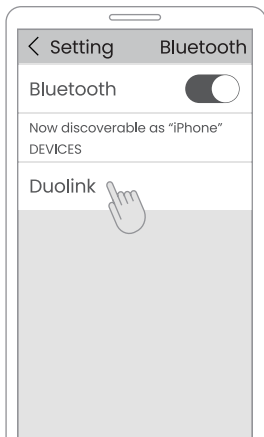 Setting Bluetooth
Bluetooth
Now discoverable as “iPhone”
DEVICES
Duolink